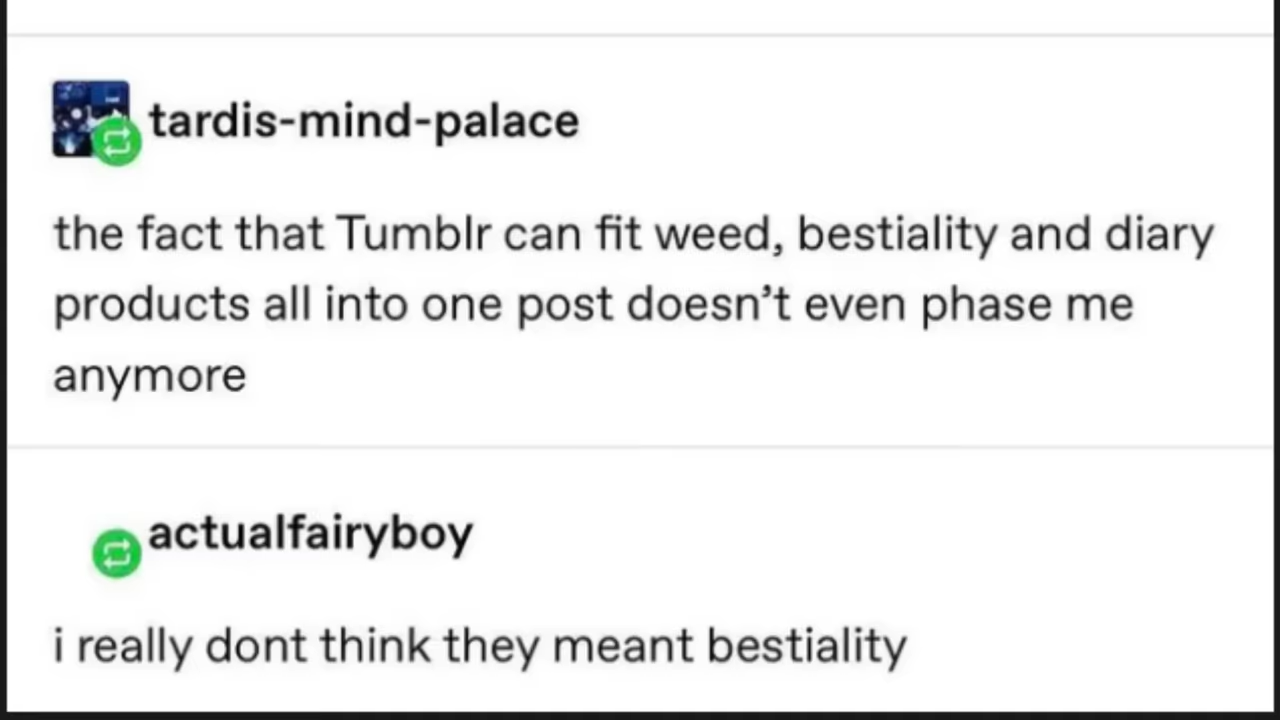 tardis-mind-palace
the fact that Tumblr can fit weed, bestiality and diary
products all into one post doesn’t even phase me
anymore
actualfairyboy
i really dont think they meant bestiality